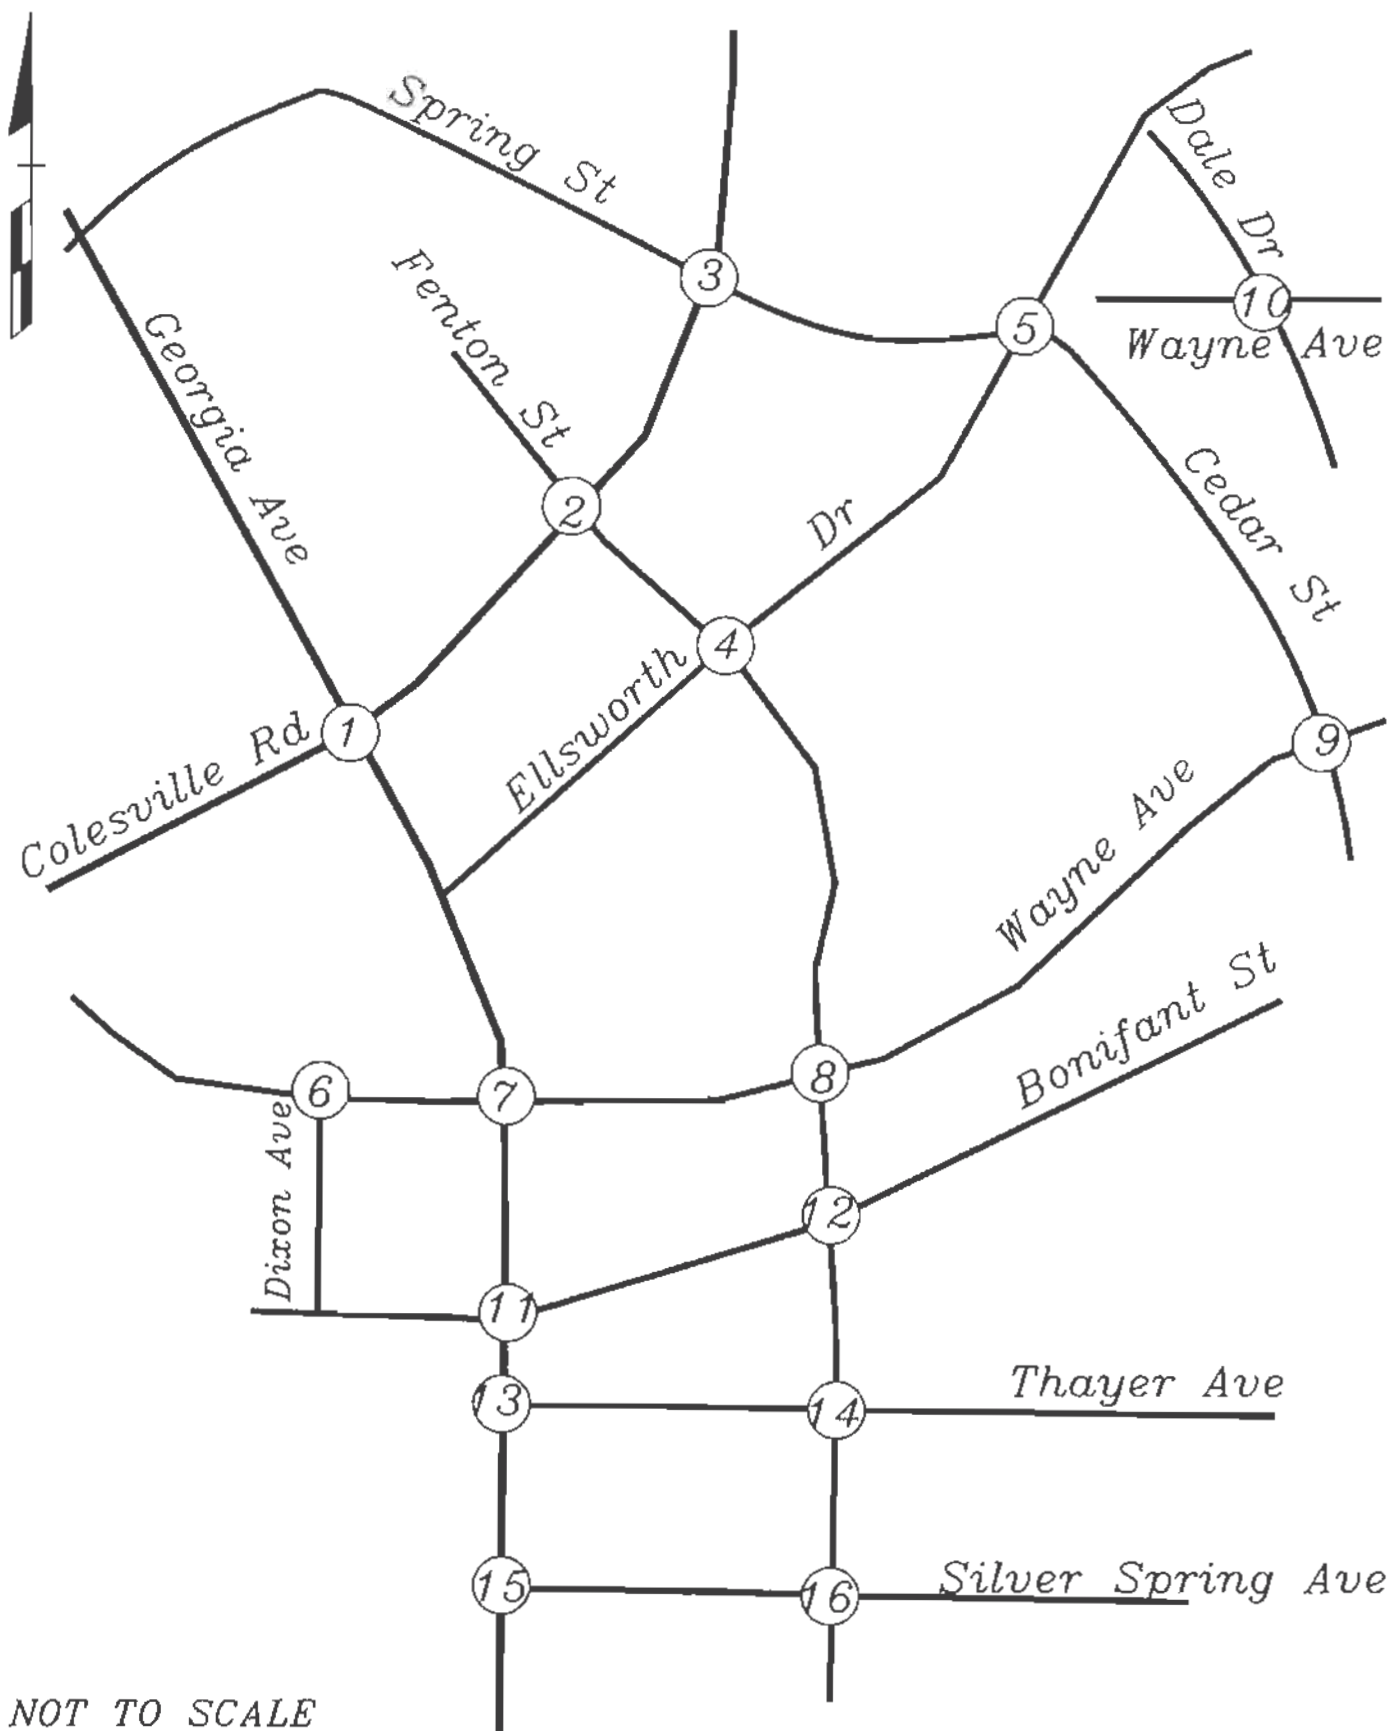 Spring St
Dale Dr
3
Fenton St
10
5
Georgia Ave
Wayne Ave
Cedar St
2
Dr
4
Ellsworth
1
Colesville Rd
9
Wayne Ave
Bonifant St
8
6
7
Dixon Ave
12
11
Thayer Ave
13
14
Silver Spring Ave
15
16
NOT TO SCALE